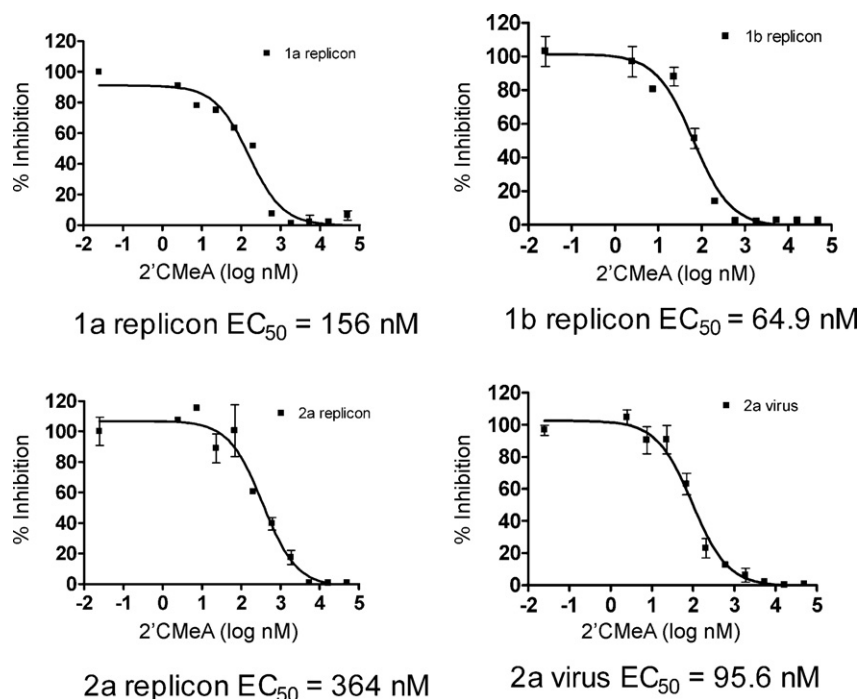 120
100
80
60
40
20
0
% Inhibition
1a replicon
-2 -1 0 1 2 3 4 5
2'CMeA (log nM)
1a replicon EC50 = 156 nM
120
100
80
60
40
20
0
% Inhibition
1b replicon
-2 -1 0 1 2 3 4 5
2'CMeA (log nM)
1b replicon EC50 = 64.9 nM
120
100
80
60
40
20
0
% Inhibition
2a replicon
-2 -1 0 1 2 3 4 5
2'CMeA (log nM)
2a replicon EC50 = 364 nM
120
100
80
60
40
20
0
% Inhibition
2a virus
-2 -1 0 1 2 3 4 5
2'CMeA (log nM)
2a virus EC50 = 95.6 nM